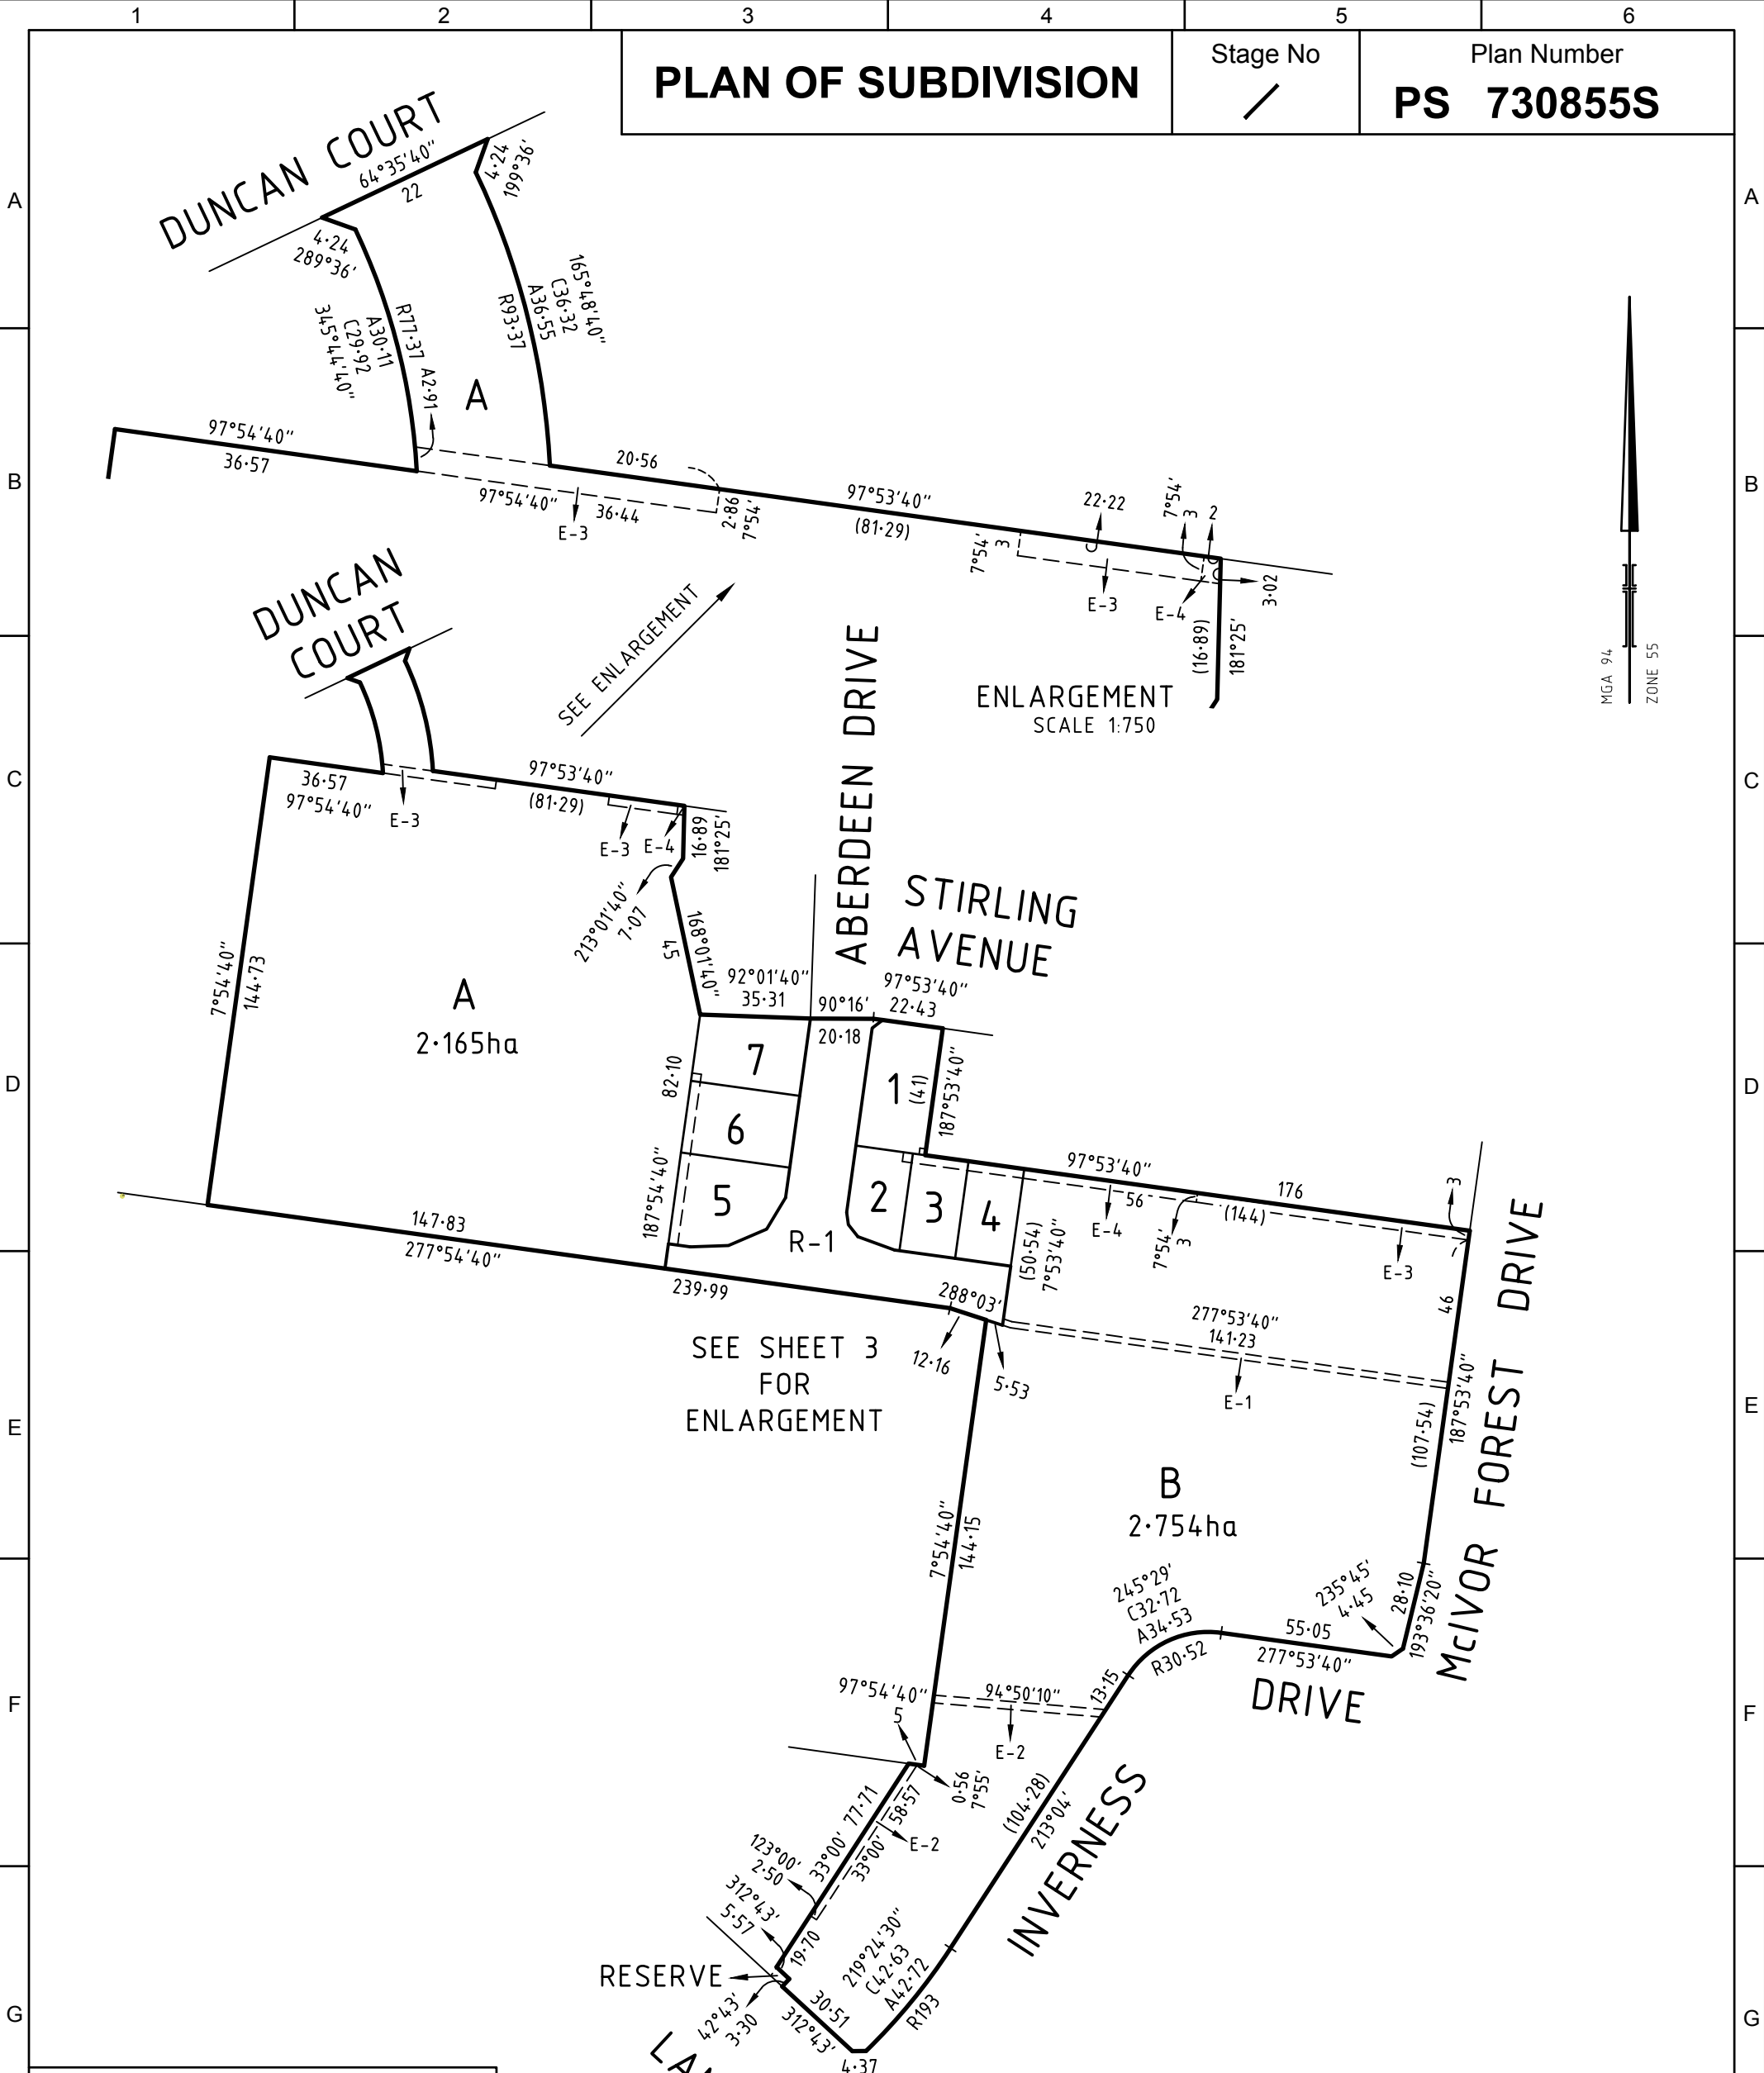 1 2 3 4 5 6
PLAN OF SUBDIVISION
Stage No
/
Plan Number
PS 730855S
A A
B B
C C
D D
E E
F F
G G
DUNCAN COURT
64°35'40"
22
4·24
199°36'
4·24
289°36'
R77·37
A30·11
C29·92
345°44'40"
A2·91
R93·37
A36·55
C36·32
165°48'40"
A
97°54'40"
36·57
20·56
97°54'40"
36·44
E-3
2·86
7°54'
97°53'40"
(81·29)
22·22
7°54'
3
2
7°54'
3
E-3
E-4
3·02
(16·89)
181°25'
ENLARGEMENT
SCALE 1:750
MGA 94
ZONE 55
DUNCAN
COURT
SEE ENLARGEMENT
36·57
97°54'40"
E-3
97°53'40"
(81·29)
E-3
E-4
16·89
181°25'
213°01'40"
7·07
168°01'40"
45
ABERDEEN DRIVE
STIRLING
AVENUE
7°54'40"
144·73
A
2·165ha
92°01'40"
35·31
90°16'
20·18
97°53'40"
22·43
82·10
187°54'40"
7
6
5
1
(41)
187°53'40"
2
3
4
R-1
97°53'40"
176
56
(144)
E-4
7°54'
3
3
E-3
(50·54)
7°53'40"
147·83
277°54'40"
239·99
288°03'
12·16
5·53
SEE SHEET 3
FOR
ENLARGEMENT
277°53'40"
141·23
E-1
46
187°53'40"
(107·54)
McIVOR FOREST DRIVE
B
2·754ha
7°54'40"
144·15
245°29'
C32·72
A34·53
R30·52
235°45'
4·45
28·10
193°36'20"
55·05
277°53'40"
INVERNESS
DRIVE
97°54'40"
5
94°50'10"
13·15
E-2
0·56
7°55'
(104·28)
213°04'
33°00' 77·71
33°00' 58·57
E-2
123°00'
2·50
312°43'
5·57
19·70
RESERVE
42°43'
3·30
30·51
312°43'
219°24'30"
C42·63
A42·72
R193
4·37